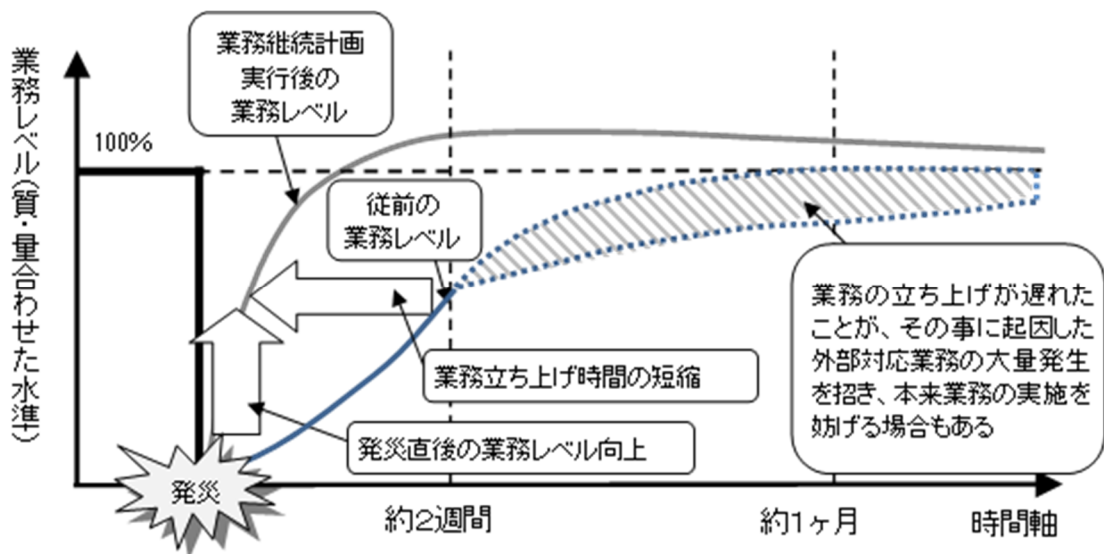 業務レベル(質・量合わせた水準)
業務継続計画
実行後の
業務レベル
100%
従前の
業務レベル
業務の立ち上げが遅れた
ことが、その事に起因した
外部対応業務の大量発生
を招き、本来業務の実施を
妨げる場合もある
業務立ち上げ時間の短縮
発災直後の業務レベル向上
発災
約2週間
約1ヶ月
時間軸